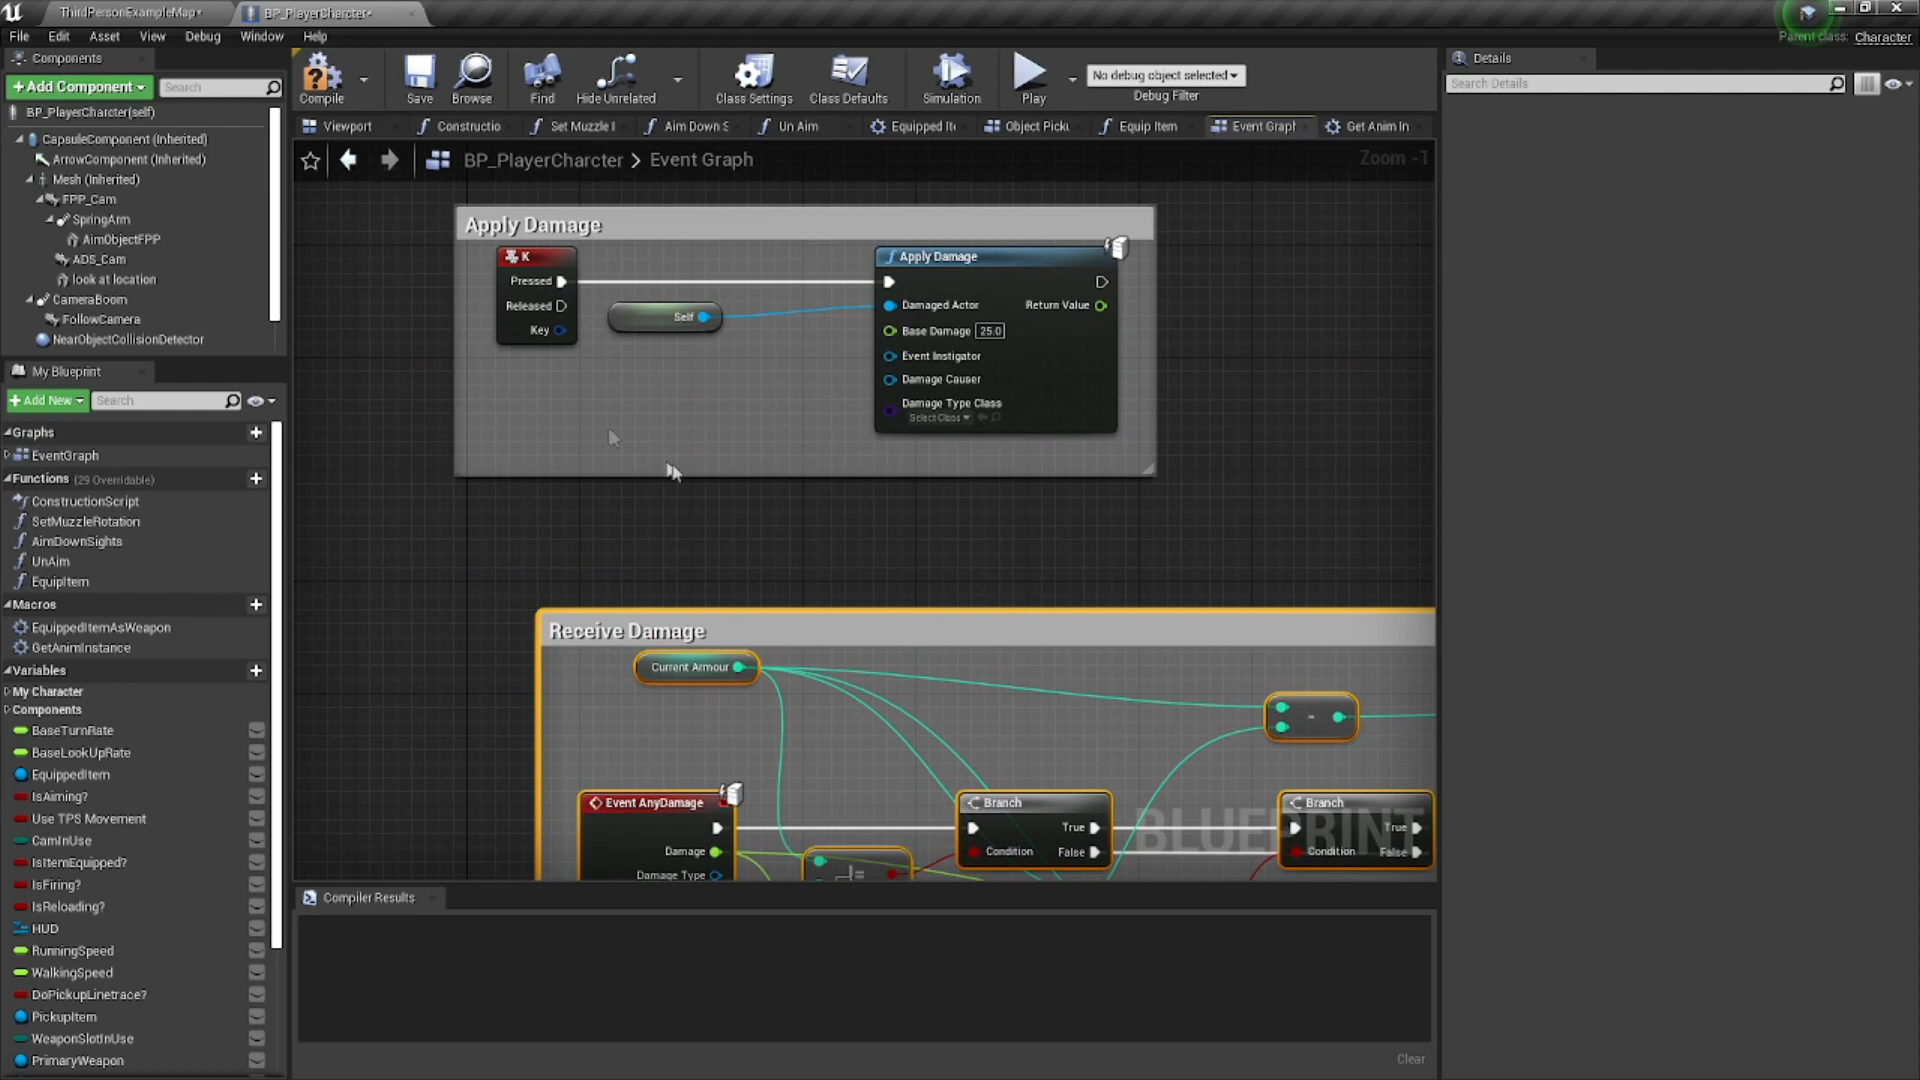 ThirdPersonExampleMap*
BP_PlayerCharcter*
File Edit Asset View Debug Window Help
Parent class: Character
Components
+ Add Component
Search
BP_PlayerCharcter(self)
CapsuleComponent (Inherited)
ArrowComponent (Inherited)
Mesh (Inherited)
FPP_Cam
SpringArm
AimObjectFPP
ADS_Cam
look at location
CameraBoom
FollowCamera
NearObjectCollisionDetector
My Blueprint
+ Add New
Search
Graphs
EventGraph
Functions (29 Overridable)
ConstructionScript
SetMuzzleRotation
AimDownSights
UnAim
EquipItem
Macros
EquippedItemAsWeapon
GetAnimInstance
Variables
My Character
Components
BaseTurnRate
BaseLookUpRate
EquippedItem
IsAiming?
Use TPS Movement
CamInUse
IsItemEquipped?
IsFiring?
IsReloading?
HUD
RunningSpeed
WalkingSpeed
DoPickupLinetrace?
PickupItem
WeaponSlotInUse
PrimaryWeapon
Compile
Save
Browse
Find
Hide Unrelated
Class Settings
Class Defaults
Simulation
Play
No debug object selected
Debug Filter
Viewport
Constructio
Set Muzzle
Aim Down S
Un Aim
Equipped It
Object Pick
Equip Item
Event Graph
Get Anim In
BP_PlayerCharcter > Event Graph
Zoom -1
Apply Damage
K
Pressed
Released
Key
Self
Apply Damage
Damaged Actor
Return Value
Base Damage 25.0
Event Instigator
Damage Causer
Damage Type Class
Select Class
Receive Damage
Current Armour
-
Event AnyDamage
Damage
Damage Type
!=
Branch
True
Condition False
Branch
True
Condition False
BLUEPRINT
Compiler Results
Clear
Details
Search Details